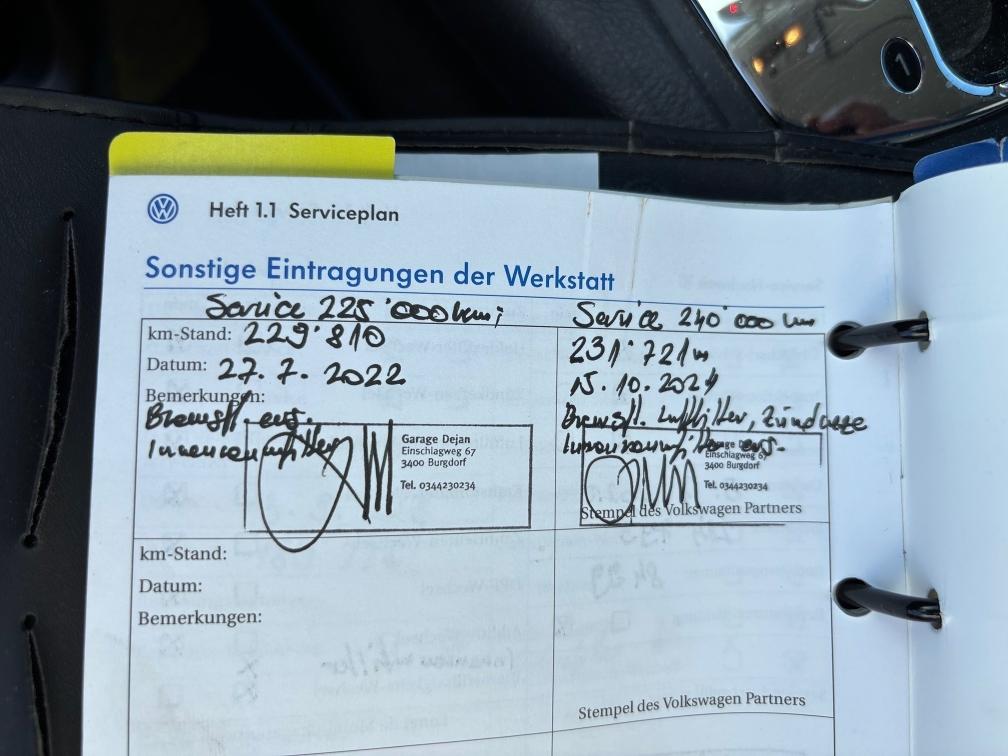 1
Heft 1.1 Serviceplan
Sonstige Eintragungen der Werkstatt
Service 225'000 km;
Service 240'000 km
km-Stand: 229'810
231'721 km
Datum: 27.7.2022
15.10.2024
Bemerkungen:
Bremsfl. ers.
Bremsfl. Luftfilter, Zündkerze
Innenraumfilter
Innenraumfilter ers.
Garage Dejan
Einschlagweg 67
3400 Burgdorf
Tel. 0344230234
Garage Dejan
Einschlagweg 67
3400 Burgdorf
Tel. 0344230234
Stempel des Volkswagen Partners
km-Stand:
Datum:
Bemerkungen:
Stempel des Volkswagen Partners